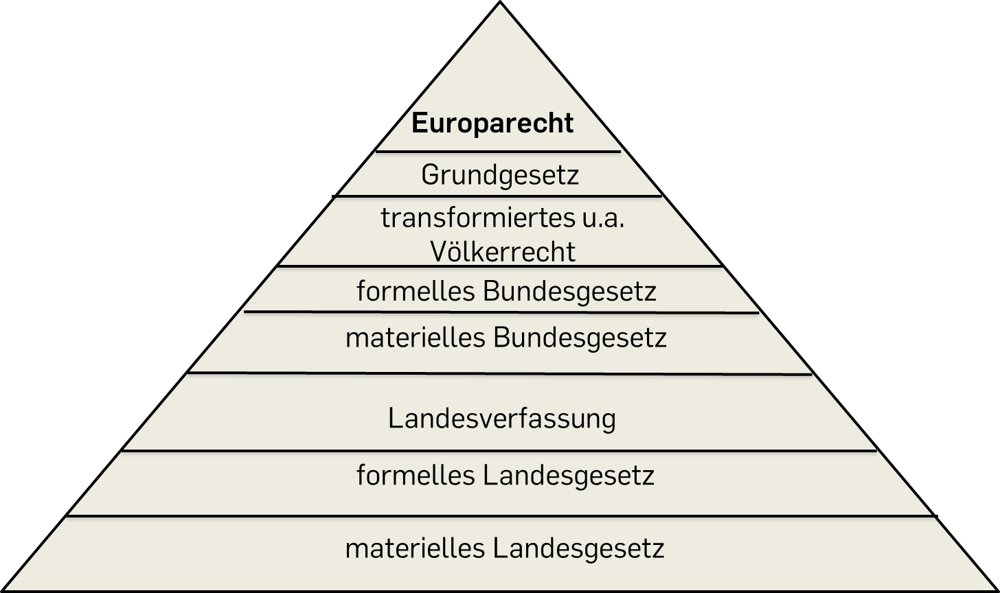 Europarecht
Grundgesetz
transformiertes u.a.
Völkerrecht
formelles Bundesgesetz
materielles Bundesgesetz
Landesverfassung
formelles Landesgesetz
materielles Landesgesetz